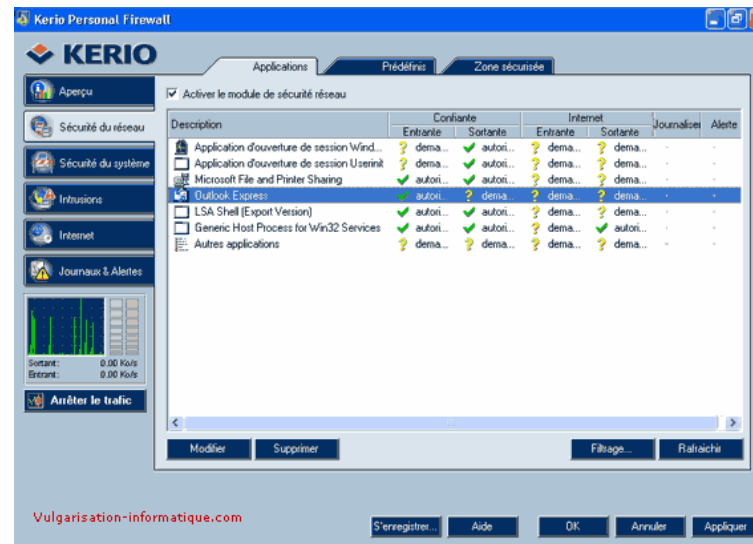 Kerio Personal Firewall
KERIO
Applications Prédéfinis Zone sécurisée
Aperçu
Sécurité du réseau
Sécurité du système
Intrusions
Internet
Journaux & Alertes
Sortant: 0.00 Ko/s
Entrant: 0.00 Ko/s
Arrêter le trafic
Activer le module de sécurité réseau
Description Confiante Internet Journaliser Alerte
Entrante Sortante Entrante Sortante
Application d'ouverture de session Wind... ? dema... autori... ? dema... ? dema...
Application d'ouverture de session Userinit ? dema... autori... ? dema... ? dema...
Microsoft File and Printer Sharing autori... autori... ? dema... ? dema...
Outlook Express autori... ? dema... ? dema... ? dema...
LSA Shell (Export Version) autori... autori... ? dema... ? dema...
Generic Host Process for Win32 Services autori... autori... ? dema... autori...
Autres applications ? dema... ? dema... ? dema... ? dema...
Modifier Supprimer Filtrage... Rafraichir
Vulgarisation-informatique.com
S'enregistrer... Aide OK Annuler Appliquer